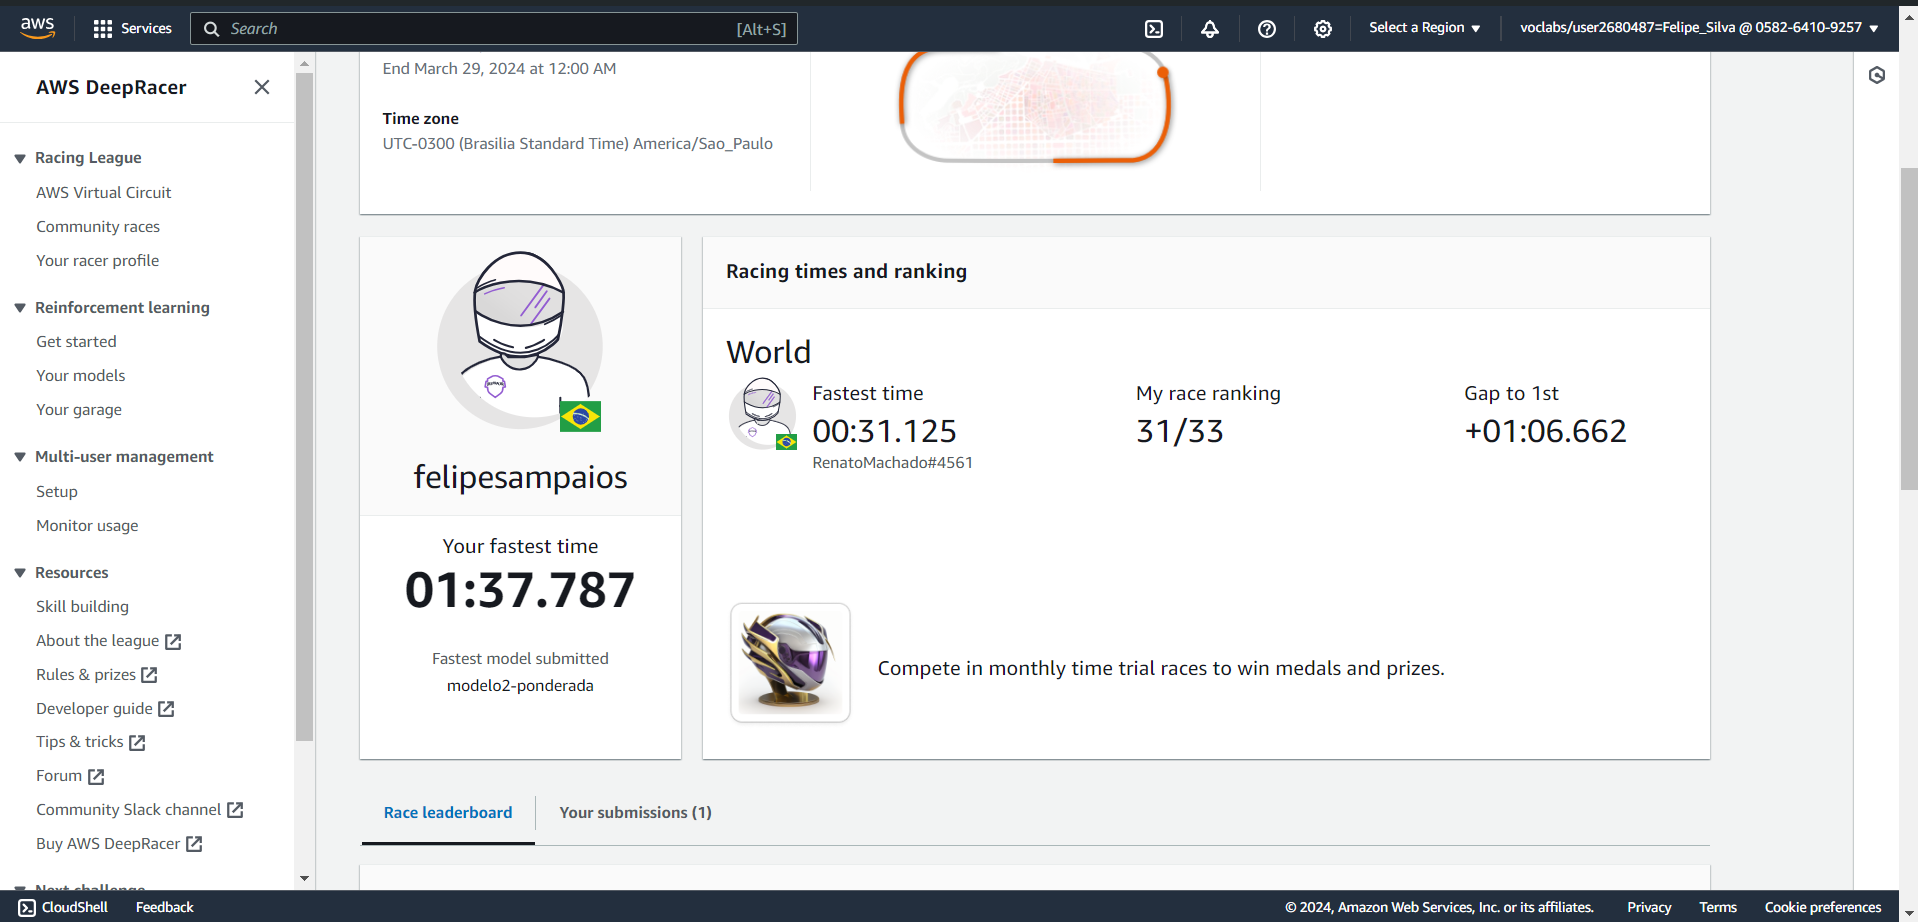 aws
Services
Search
[Alt+S]
Select a Region
voclabs/user2680487=Felipe_Silva @ 0582-6410-9257
AWS DeepRacer
Racing League
AWS Virtual Circuit
Community races
Your racer profile
Reinforcement learning
Get started
Your models
Your garage
Multi-user management
Setup
Monitor usage
Resources
Skill building
About the league
Rules & prizes
Developer guide
Tips & tricks
Forum
Community Slack channel
Buy AWS DeepRacer
Next challenge
End March 29, 2024 at 12:00 AM
Time zone
UTC-0300 (Brasilia Standard Time) America/Sao_Paulo
felipesampaios
Your fastest time
01:37.787
Fastest model submitted
modelo2-ponderada
Racing times and ranking
World
Fastest time
00:31.125
RenatoMachado#4561
My race ranking
31/33
Gap to 1st
+01:06.662
Compete in monthly time trial races to win medals and prizes.
Race leaderboard
Your submissions (1)
CloudShell
Feedback
© 2024, Amazon Web Services, Inc. or its affiliates.
Privacy
Terms
Cookie preferences